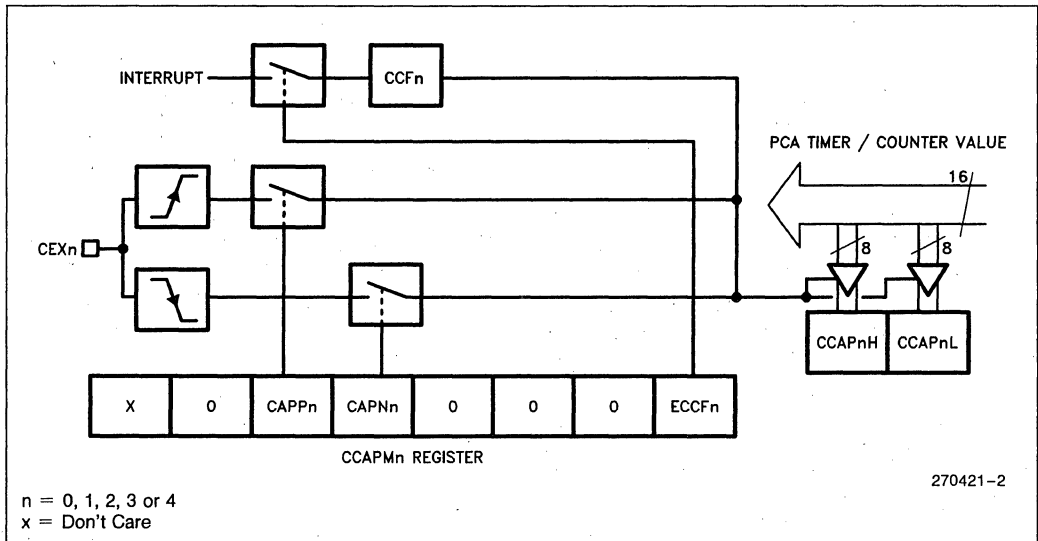 INTERRUPT
CCFn
PCA TIMER / COUNTER VALUE
16
CEXn
8
8
CCAPnH
CCAPnL
X
0
CAPPn
CAPNn
0
0
0
ECCFn
CCAPMn REGISTER
270421-2
n = 0, 1, 2, 3 or 4
x = Don't Care